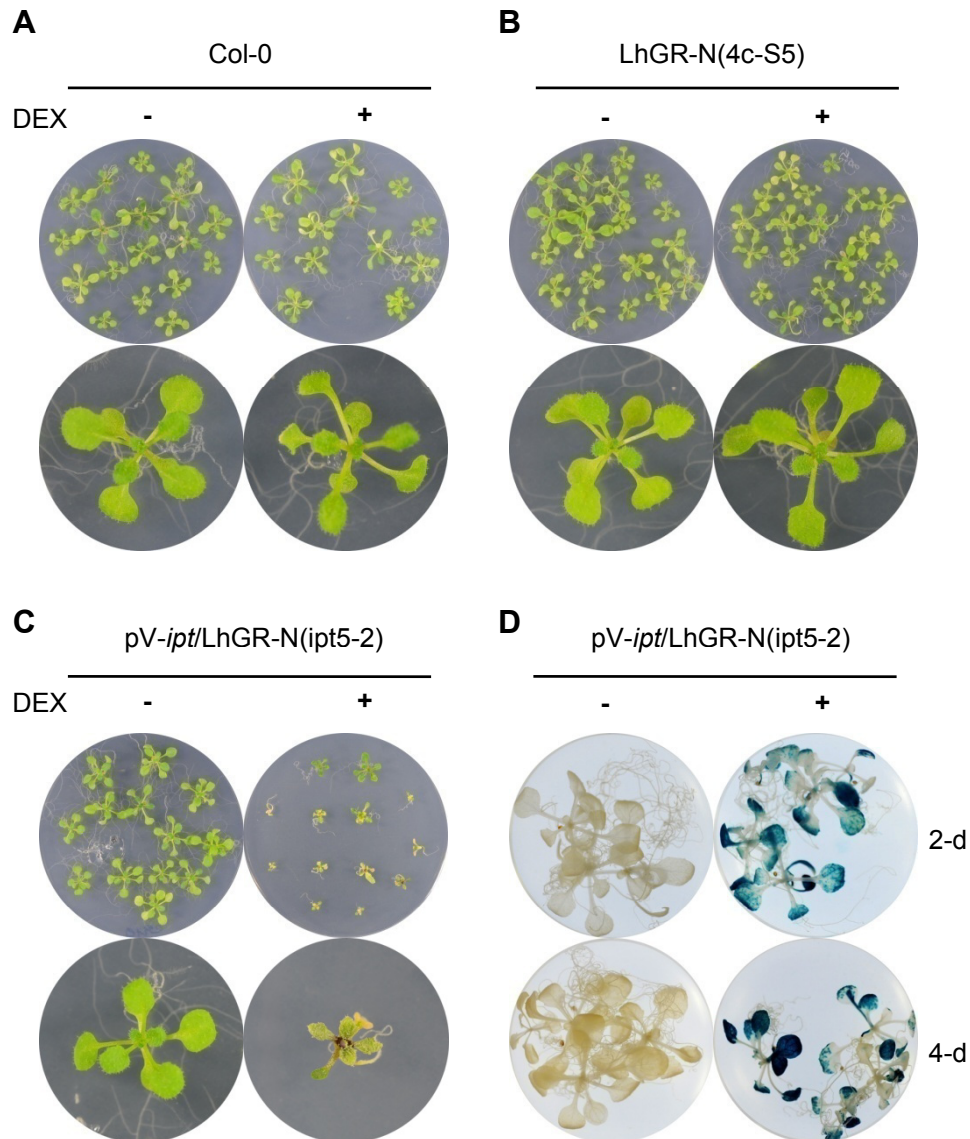 A
Col-0
DEX - +
B
LhGR-N(4c-S5)
- +
C
pV-ipt/LhGR-N(ipt5-2)
DEX - +
D
pV-ipt/LhGR-N(ipt5-2)
- +
2-d
4-d